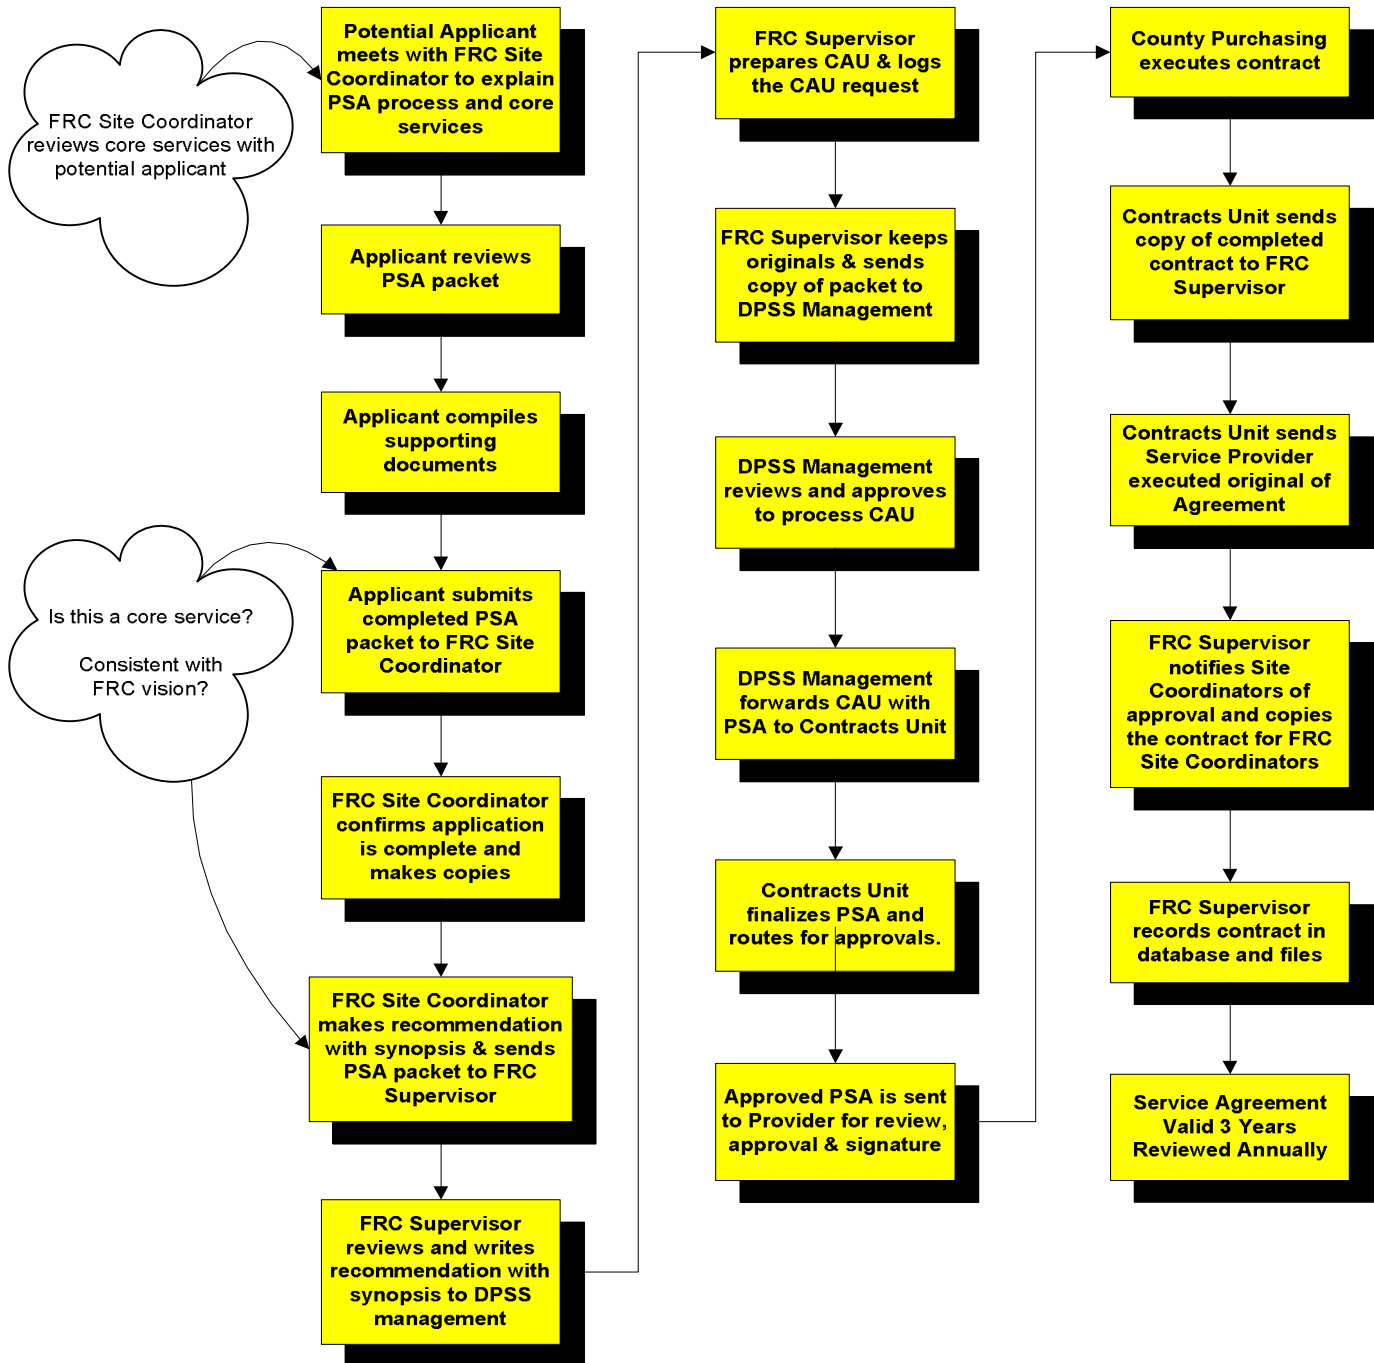 FRC Site Coordinator
reviews core services with
potential applicant
Potential Applicant
meets with FRC Site
Coordinator to explain
PSA process and core
services
Applicant reviews
PSA packet
Applicant compiles
supporting
documents
Is this a core service?
Consistent with
FRC vision?
Applicant submits
completed PSA
packet to FRC Site
Coordinator
FRC Site Coordinator
confirms application
is complete and
makes copies
FRC Site Coordinator
makes recommendation
with synopsis & sends
PSA packet to FRC
Supervisor
FRC Supervisor
reviews and writes
recommendation with
synopsis to DPSS
management
FRC Supervisor
prepares CAU & logs
the CAU request
FRC Supervisor keeps
originals & sends
copy of packet to
DPSS Management
DPSS Management
reviews and approves
to process CAU
DPSS Management
forwards CAU with
PSA to Contracts Unit
Contracts Unit
finalizes PSA and
routes for approvals.
Approved PSA is sent
to Provider for review,
approval & signature
County Purchasing
executes contract
Contracts Unit sends
copy of completed
contract to FRC
Supervisor
Contracts Unit sends
Service Provider
executed original of
Agreement
FRC Supervisor
notifies Site
Coordinators of
approval and copies
the contract for FRC
Site Coordinators
FRC Supervisor
records contract in
database and files
Service Agreement
Valid 3 Years
Reviewed Annually